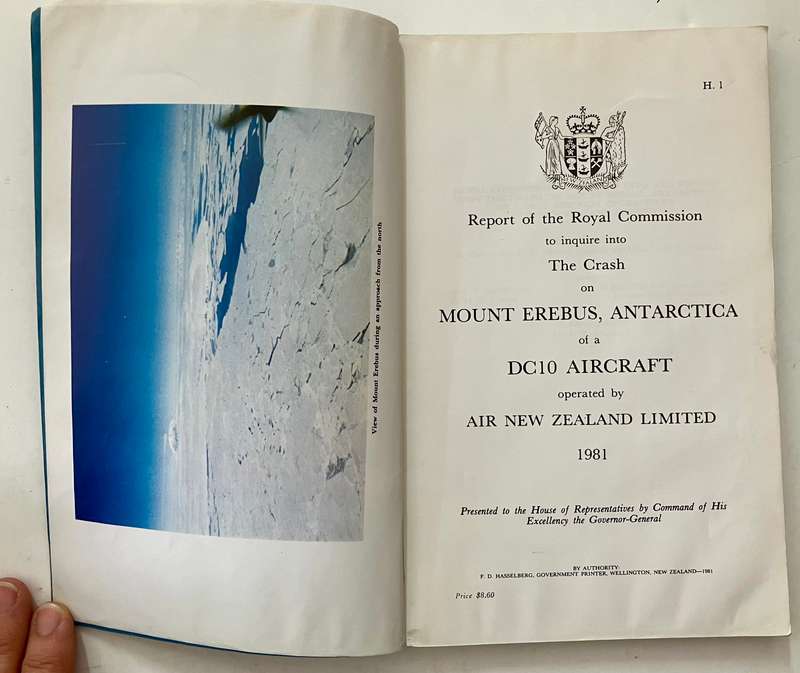 View of Mount Erebus during an approach from the north
H. 1
NEW ZEALAND
Report of the Royal Commission
to inquire into
The Crash
on
MOUNT EREBUS, ANTARCTICA
of a
DC10 AIRCRAFT
operated by
AIR NEW ZEALAND LIMITED
1981
Presented to the House of Representatives by Command of His
Excellency the Governor-General
BY AUTHORITY:
P. D. HASSELBERG, GOVERNMENT PRINTER, WELLINGTON, NEW ZEALAND—1981
Price $8.60